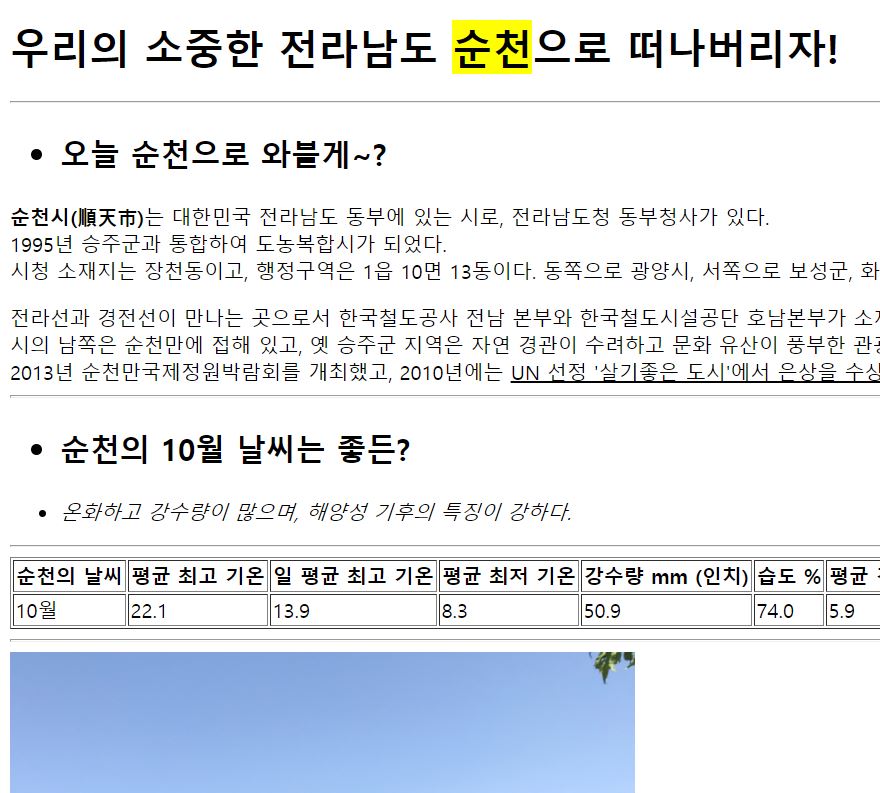 우리의 소중한 전라남도 순천으로 떠나버리자!
오늘 순천으로 와블게~?
순천시(順天市)는 대한민국 전라남도 동부에 있는 시로, 전라남도청 동부청사가 있다.
1995년 승주군과 통합하여 도농복합시가 되었다.
시청 소재지는 장천동이고, 행정구역은 1읍 10면 13동이다. 동쪽으로 광양시, 서쪽으로 보성군, 화
전라선과 경전선이 만나는 곳으로서 한국철도공사 전남 본부와 한국철도시설공단 호남본부가 소재
시의 남쪽은 순천만에 접해 있고, 옛 승주군 지역은 자연 경관이 수려하고 문화 유산이 풍부한 관광
2013년 순천만국제정원박람회를 개최했고, 2010년에는 UN 선정 '살기좋은 도시'에서 은상을 수상
순천의 10월 날씨는 좋든?
온화하고 강수량이 많으며, 해양성 기후의 특징이 강하다.
순천의 날씨 평균 최고 기온 일 평균 최고 기온 평균 최저 기온 강수량 mm (인치) 습도 % 평균
10월 22.1 13.9 8.3 50.9 74.0 5.9